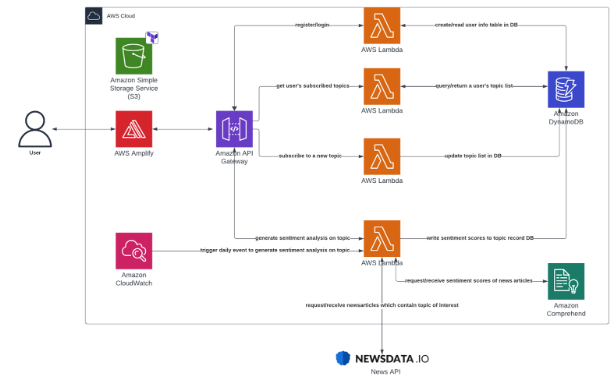 AWS Cloud
register/login
create/read user info table in DB
AWS Lambda
Amazon Simple
Storage Service
(S3)
get user's subscribed topics
query/return a user's topic list
AWS Lambda
Amazon
DynamoDB
User
AWS Amplify
Amazon API
Gateway
subscribe to a new topic
update topic list in DB
AWS Lambda
generate sentiment analysis on topic
write sentiment scores to topic record DB
trigger daily event to generate sentiment analysis on topic
AWS Lambda
Amazon
CloudWatch
request/receive sentiment scores of news articles
request/receive newsarticles which contain topic of interest
Amazon
Comprehend
NEWSDATA.IO
News API